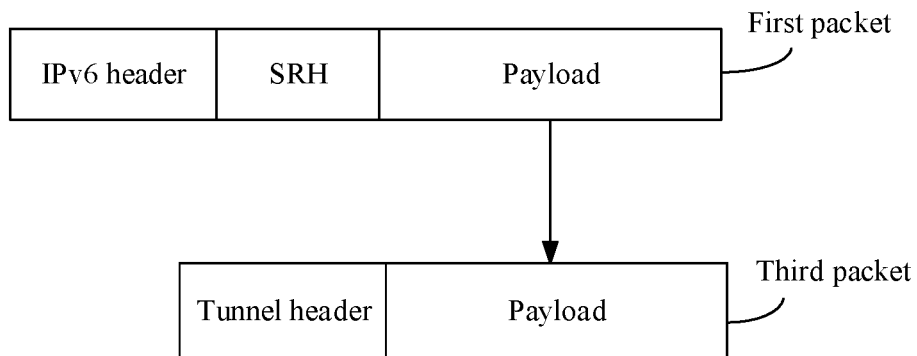 First packet
IPv6 header
SRH
Payload
Third packet
Tunnel header
Payload